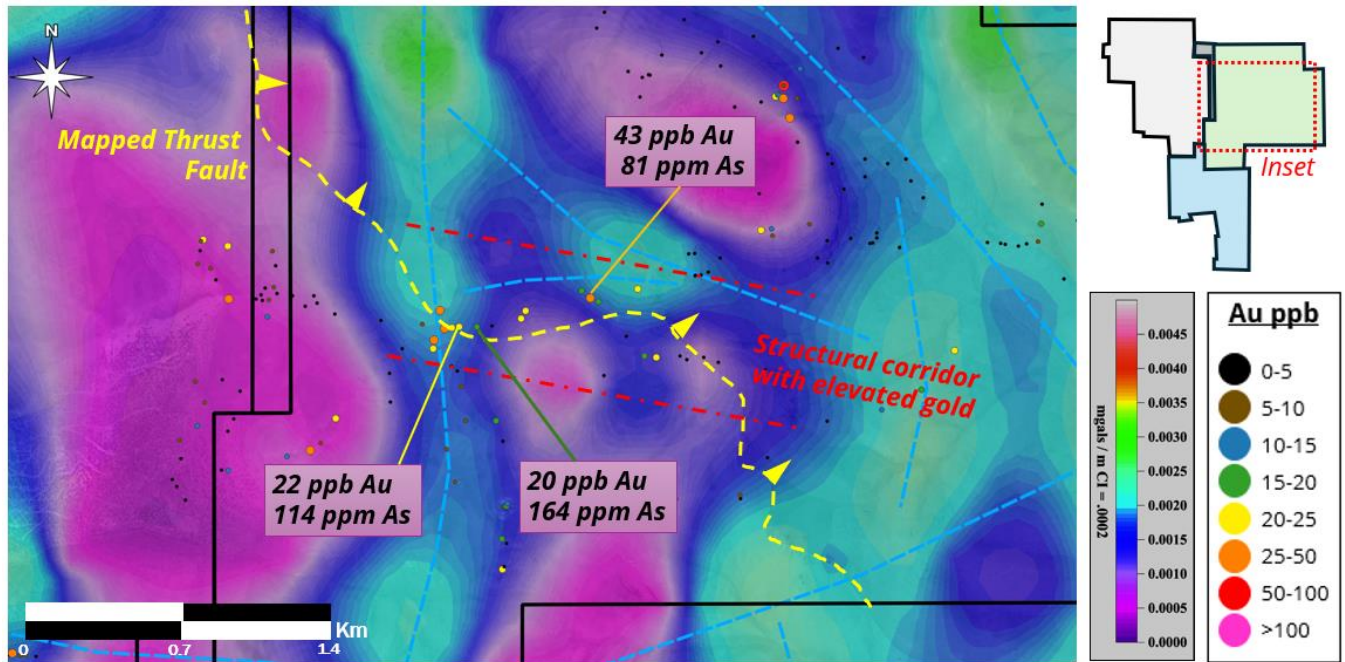 N
Mapped Thrust
Fault
43 ppb Au
81 ppm As
Structural corridor
with elevated gold
22 ppb Au
114 ppm As
20 ppb Au
164 ppm As
Km
0
0.7
1.4
Inset
0.0045
0.0040
0.0035
0.0030
0.0025
0.0020
0.0015
0.0010
0.0005
0.0000
mgals / m CI = .0002
Au ppb
0-5
5-10
10-15
15-20
20-25
25-50
50-100
>100